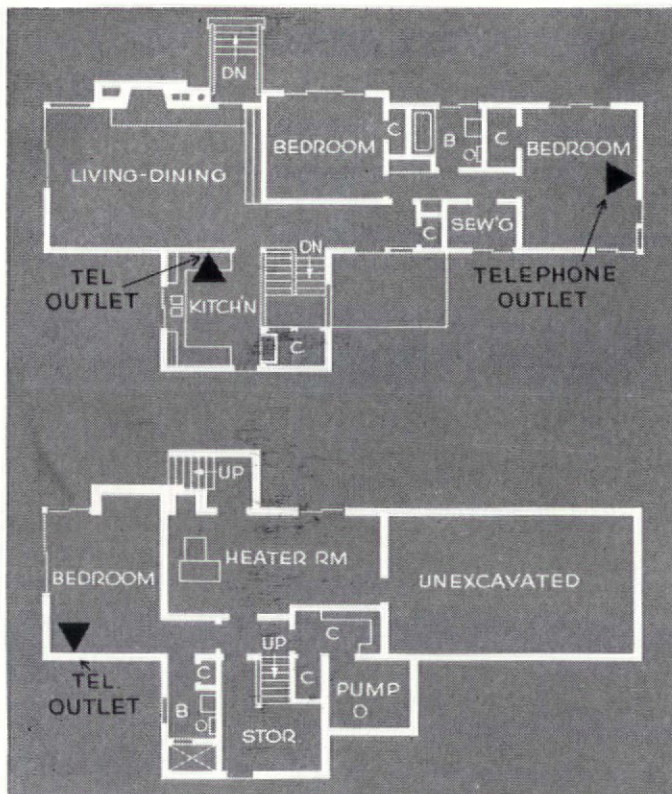 DN
BEDROOM
C
B
C
BEDROOM
LIVING-DINING
C
SEW'G
DN
TEL
OUTLET
KITCH'N
TELEPHONE
OUTLET
C
UP
BEDROOM
HEATER RM
UNEXCAVATED
UP
C
TEL.
OUTLET
C
C
PUMP
B
STOR.